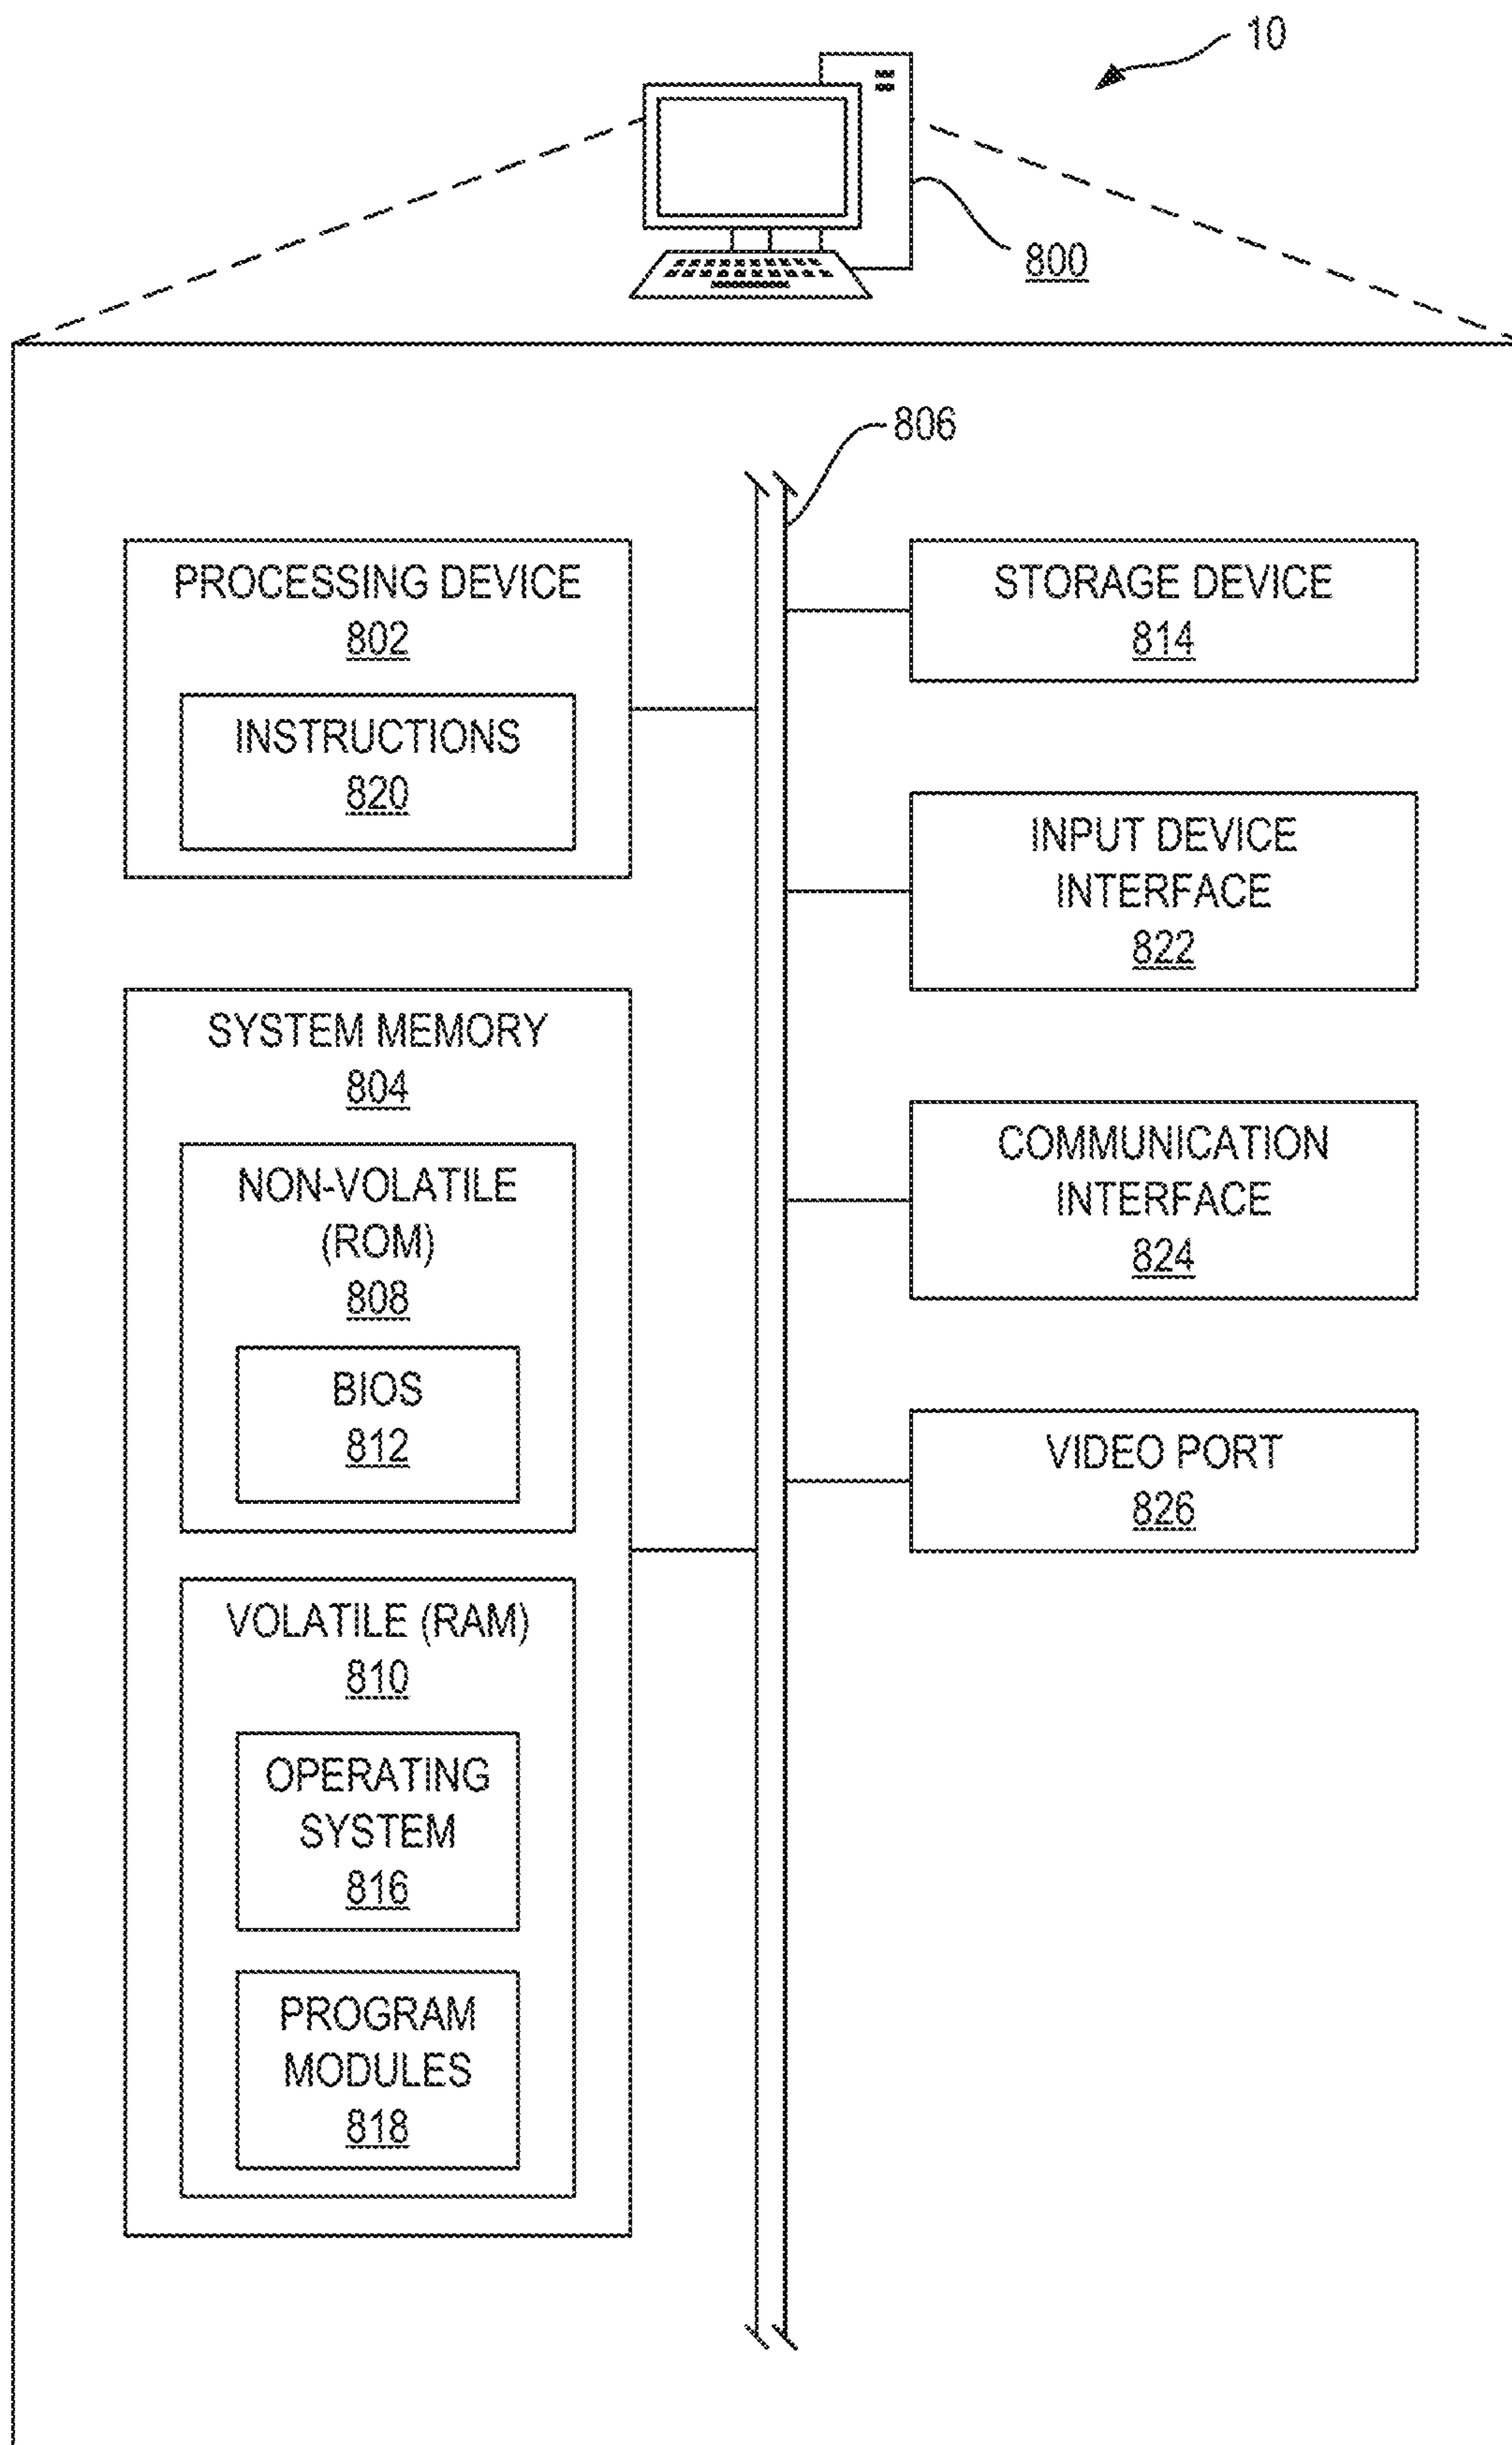 10
800
806
PROCESSING DEVICE
802
INSTRUCTIONS
820
SYSTEM MEMORY
804
NON-VOLATILE
(ROM)
808
BIOS
812
VOLATILE (RAM)
810
OPERATING
SYSTEM
816
PROGRAM
MODULES
818
STORAGE DEVICE
814
INPUT DEVICE
INTERFACE
822
COMMUNICATION
INTERFACE
824
VIDEO PORT
826